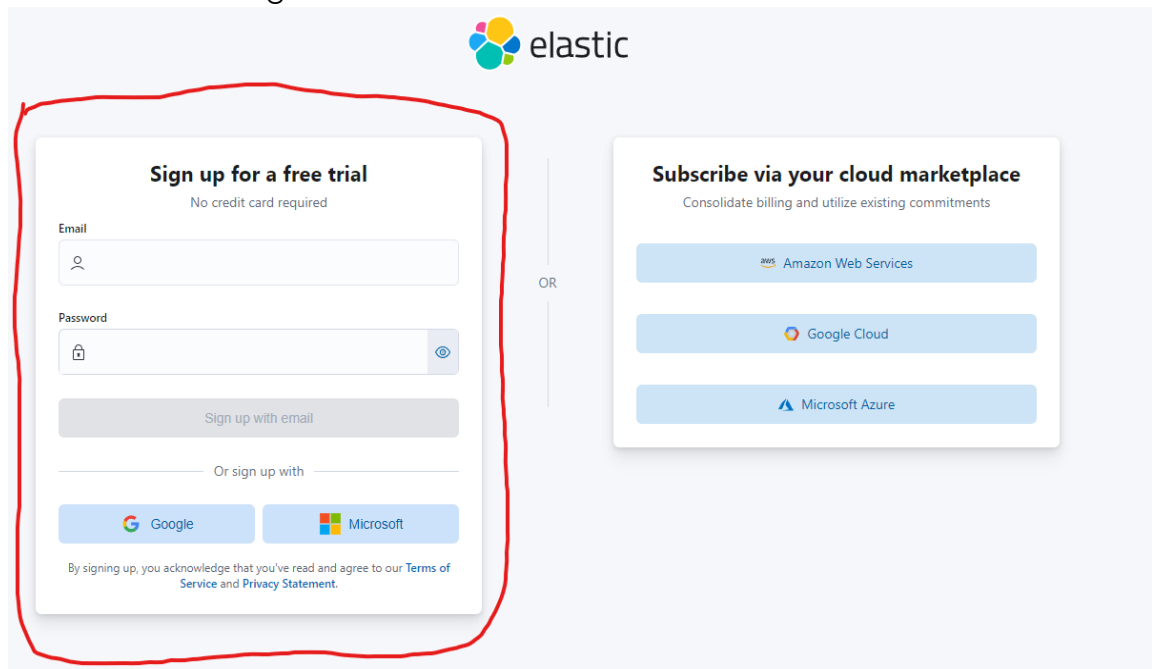 elastic
Sign up for a free trial
No credit card required
Email
Password
Sign up with email
Or sign up with
Google
Microsoft
By signing up, you acknowledge that you've read and agree to our Terms of
Service and Privacy Statement.
OR
Subscribe via your cloud marketplace
Consolidate billing and utilize existing commitments
aws Amazon Web Services
Google Cloud
Microsoft Azure